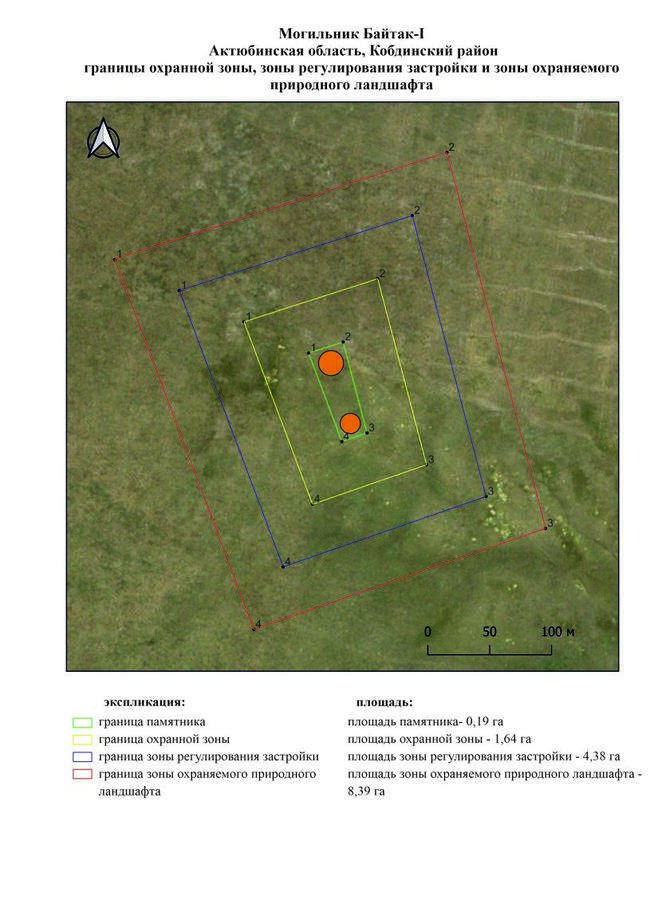 Могильник Байтак-I
Актюбинская область, Кобдинский район
границы охранной зоны, зоны регулирования застройки и зоны охраняемого
природного ландшафта
2
2
1
1
2
1
2
1
3
4
3
4
3
3
4
4
0 50 100 м
экспликация:
граница памятника
граница охранной зоны
граница зоны регулирования застройки
граница зоны охраняемого природного
ландшафта
площадь:
площадь памятника- 0,19 га
площадь охранной зоны - 1,64 га
площадь зоны регулирования застройки - 4,38 га
площадь зоны охраняемого природного ландшафта -
8,39 га